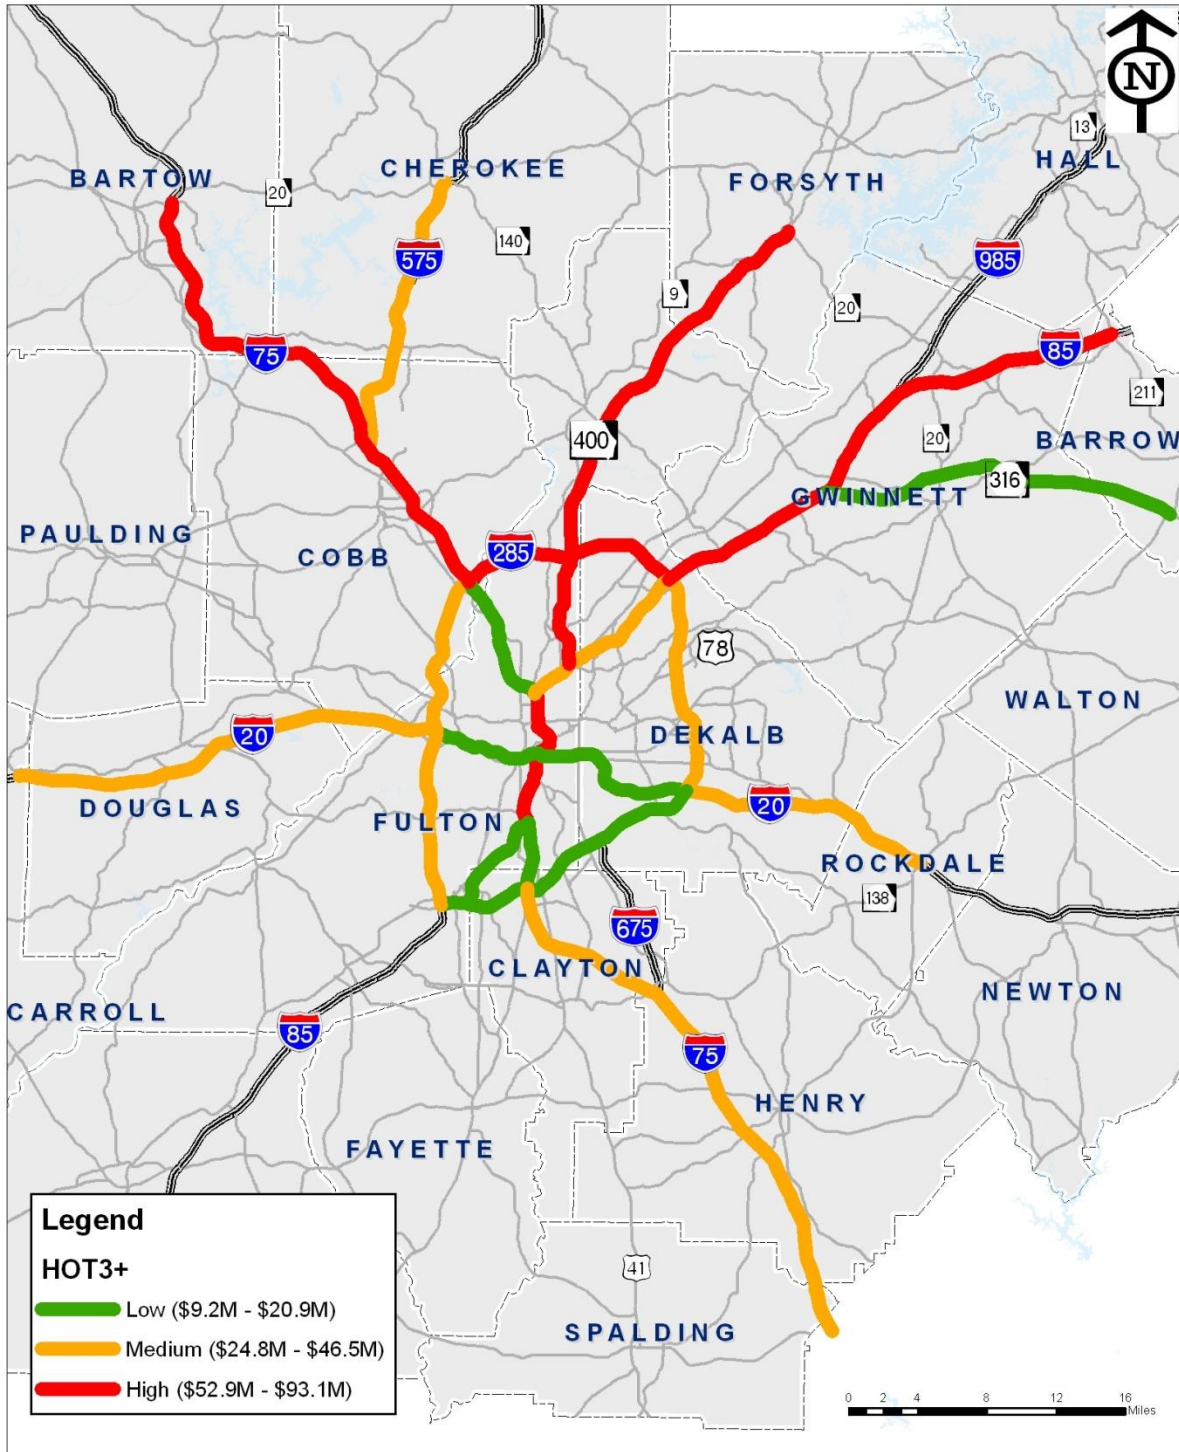 N
13
HALL
CHEROKEE
BARTOW
FORSYTH
20
140
575
985
9
20
75
85
211
400
20
BARROW
316
GWINNETT
PAULDING
COBB
285
78
WALTON
20
DEKALB
DOUGLAS
20
FULTON
ROCKDALE
138
675
CLAYTON
NEWTON
CARROLL
85
75
HENRY
FAYETTE
Legend
HOT3+
41
Low ($9.2M - $20.9M)
SPALDING
Medium ($24.8M - $46.5M)
High ($52.9M - $93.1M)
0 2 4 8 12 16
Miles